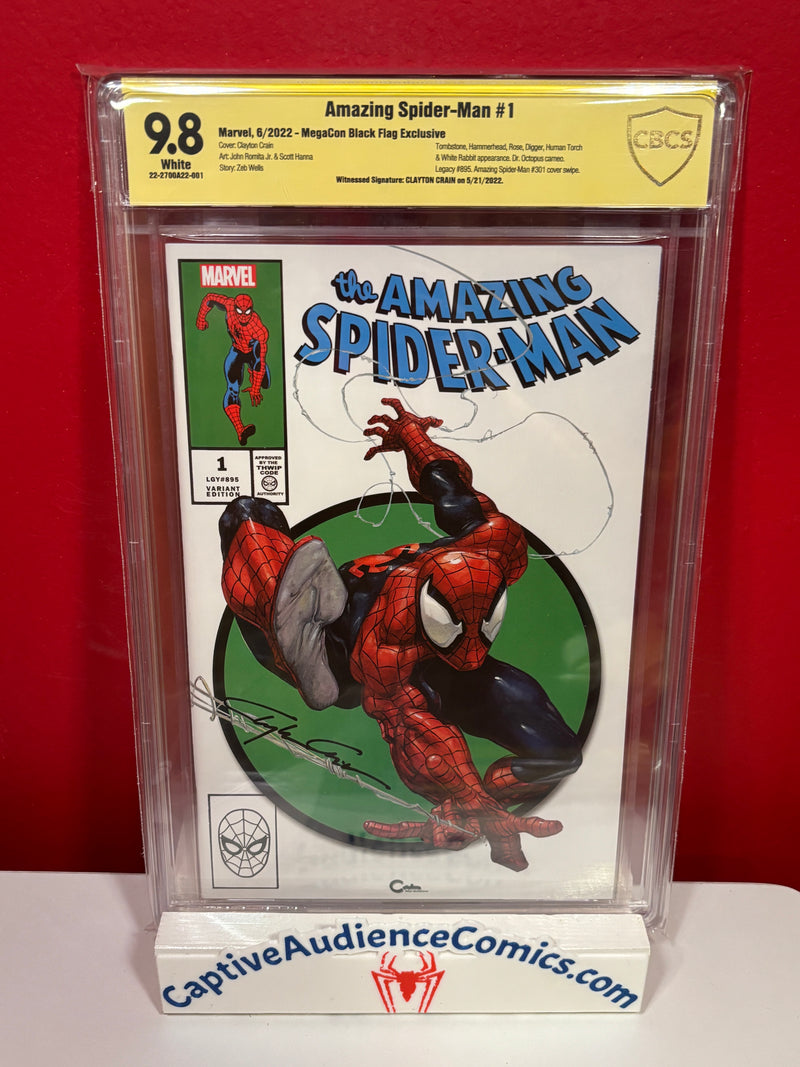 Amazing Spider-Man #1
9.8
White
22-2700A22-001
Marvel, 6/2022 - MegaCon Black Flag Exclusive
Cover: Clayton Crain
Art: John Romita Jr. & Scott Hanna
Story: Zeb Wells
Tombstone, Hammerhead, Rose, Digger, Human Torch
& White Rabbit appearance. Dr. Octopus cameo.
Legacy #895. Amazing Spider-Man #301 cover swipe.
Witnessed Signature: CLAYTON CRAIN on 5/21/2022.
CBCS
MARVEL
the AMAZING
SPIDER-MAN
1
LGY#895
VARIANT
EDITION
APPROVED
BY THE
THWIP
CODE
AUTHORITY
Clayton Crain
CaptiveAudienceComics.com